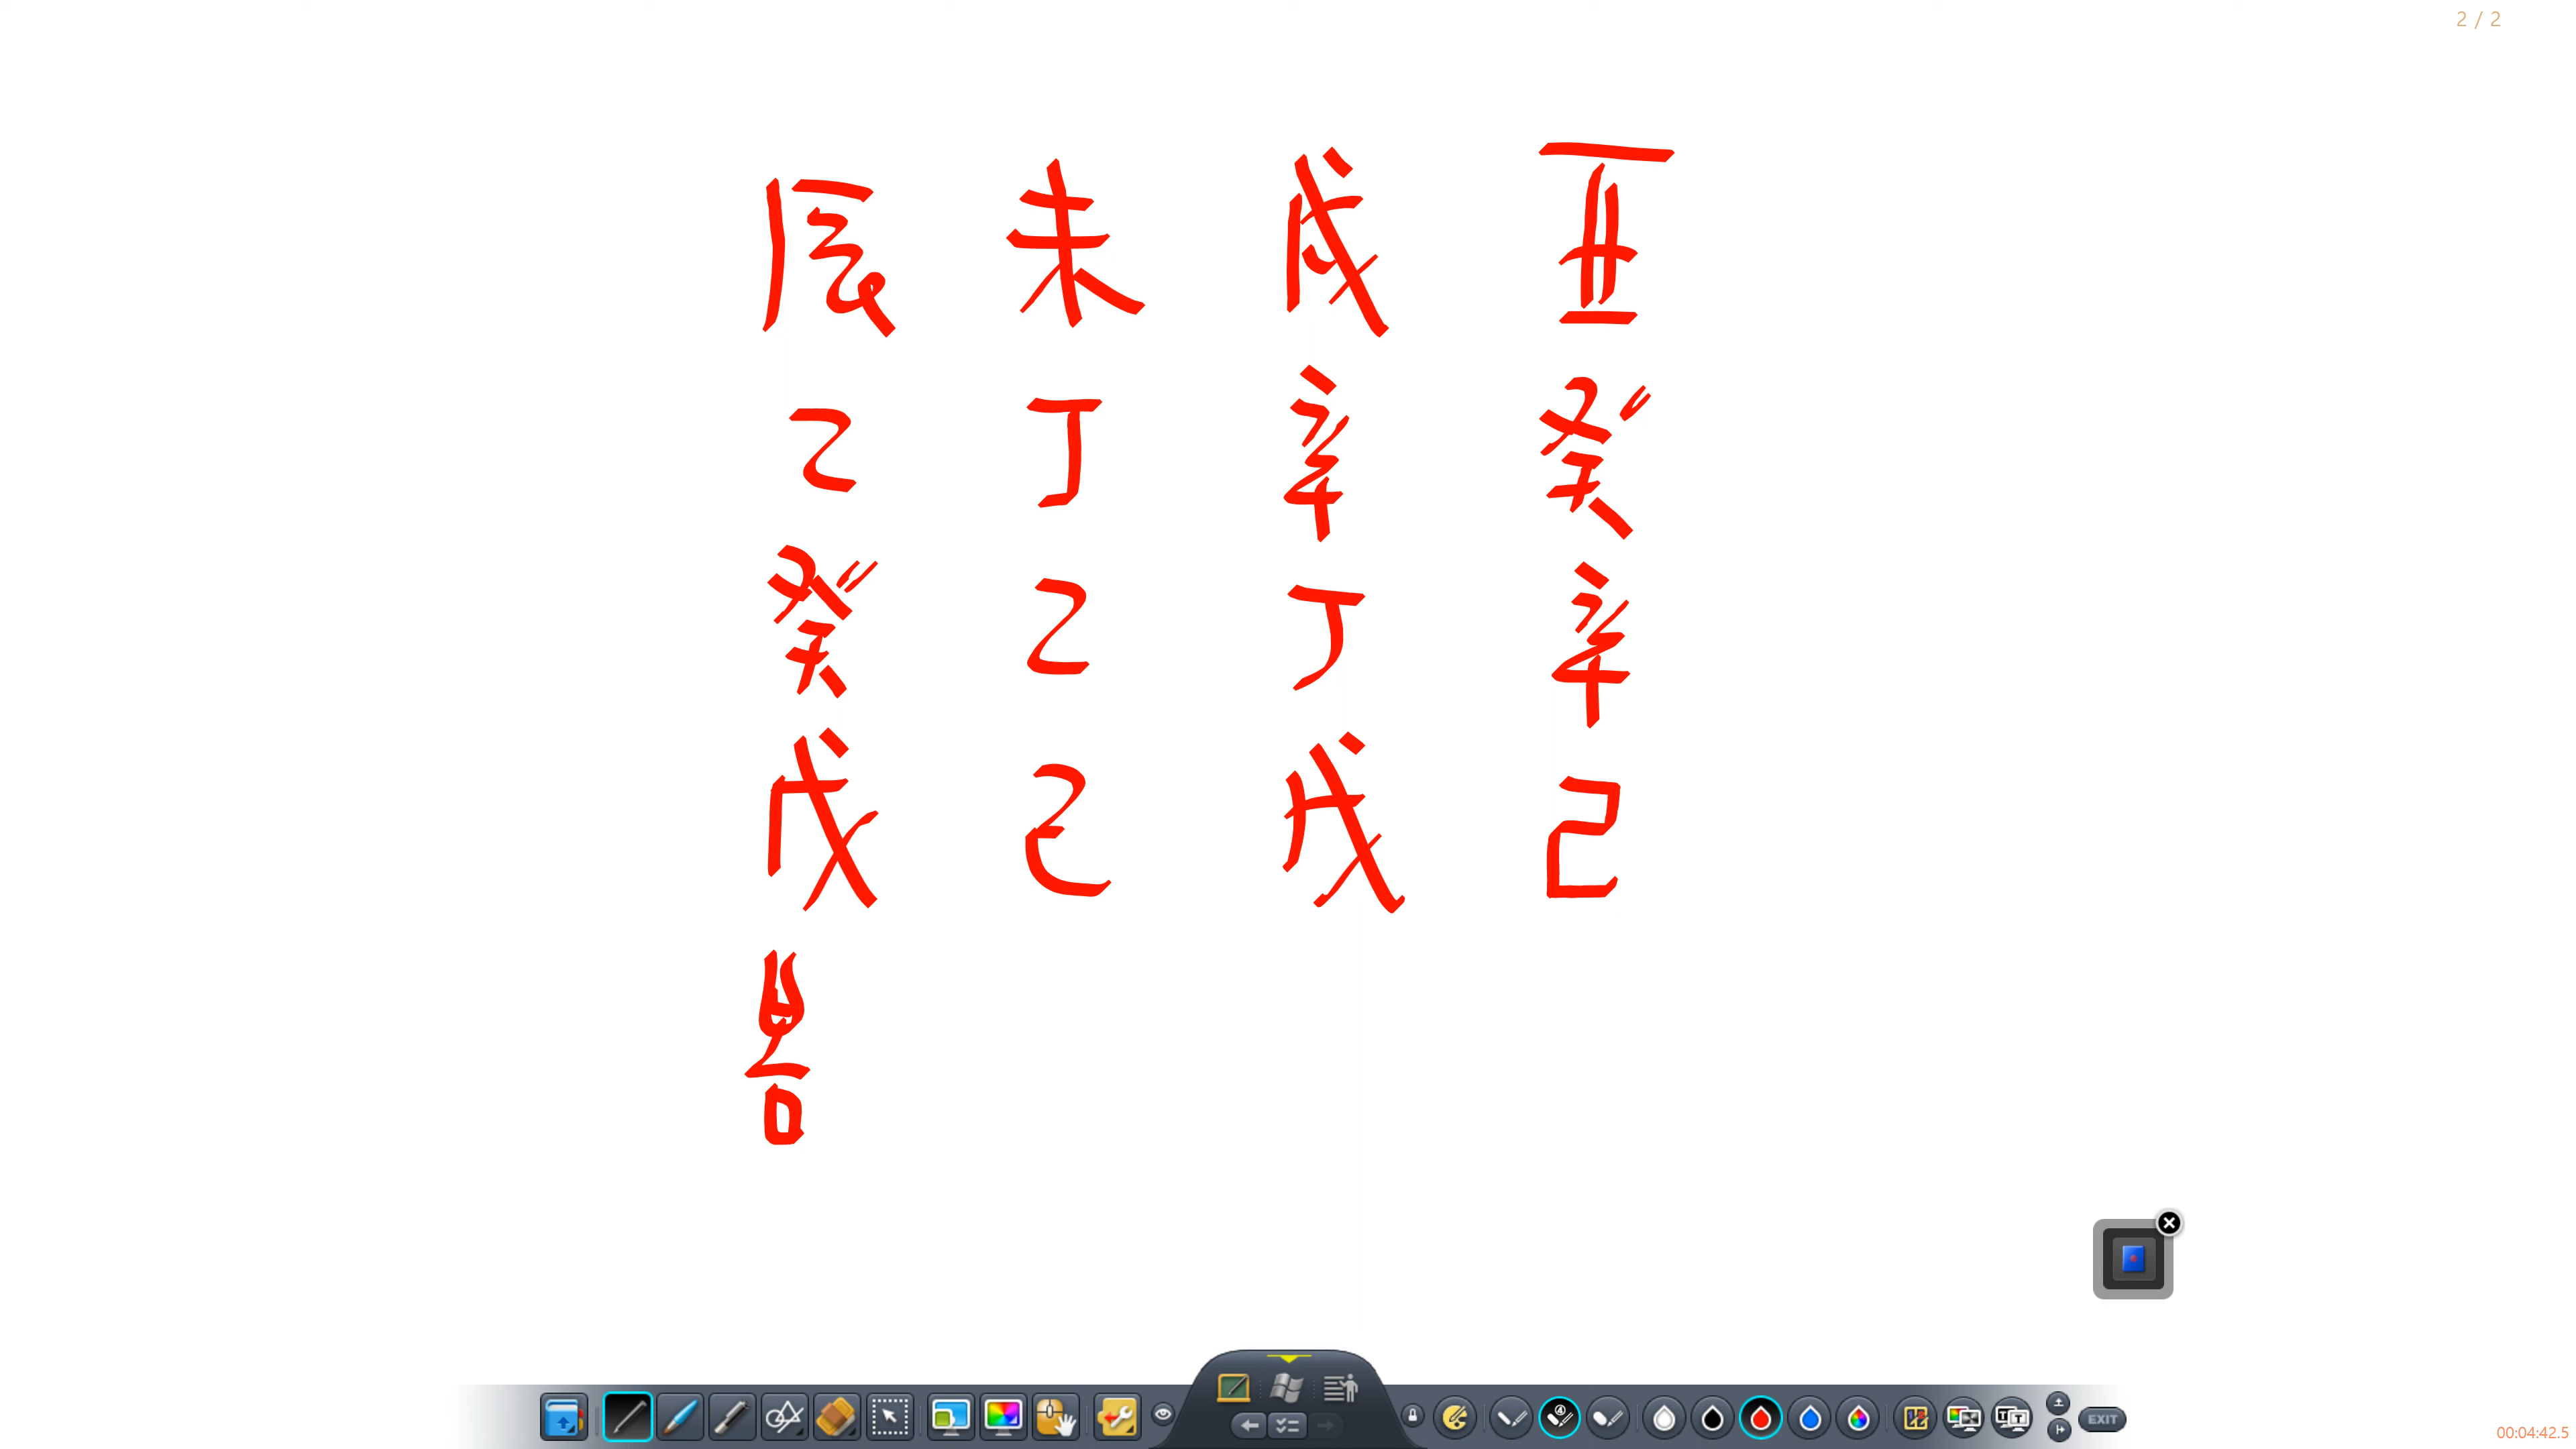 2 / 2
辰 未 戌 丑
乙 丁 辛 癸
癸 乙 丁 辛
戊 己 戊 己
EXIT
00:04:42.5